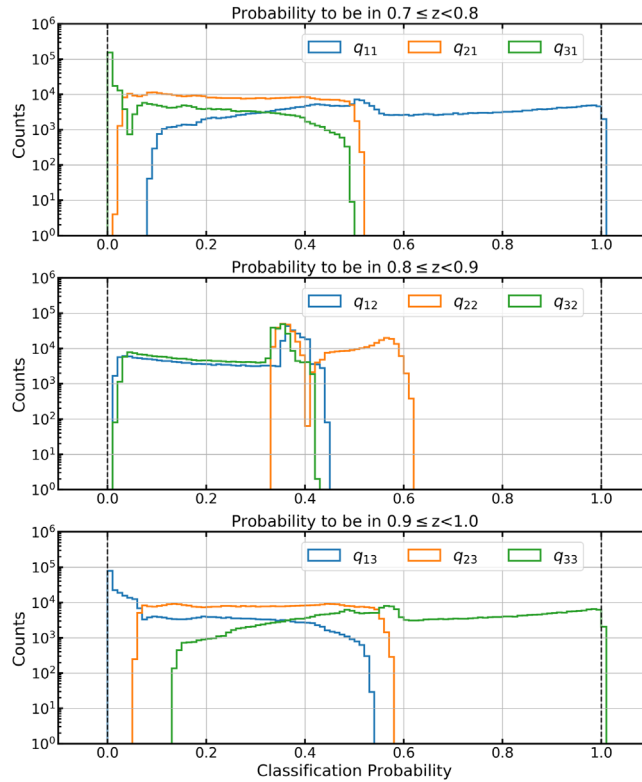 Probability to be in 0.7 ≤ z<0.8
10⁶
10⁵
10⁴
10³
10²
10¹
10⁰
Counts
q₁₁ q₂₁ q₃₁
0.0 0.2 0.4 0.6 0.8 1.0
Probability to be in 0.8 ≤ z<0.9
10⁶
10⁵
10⁴
10³
10²
10¹
10⁰
Counts
q₁₂ q₂₂ q₃₂
0.0 0.2 0.4 0.6 0.8 1.0
Probability to be in 0.9 ≤ z<1.0
10⁶
10⁵
10⁴
10³
10²
10¹
10⁰
Counts
q₁₃ q₂₃ q₃₃
0.0 0.2 0.4 0.6 0.8 1.0
Classification Probability